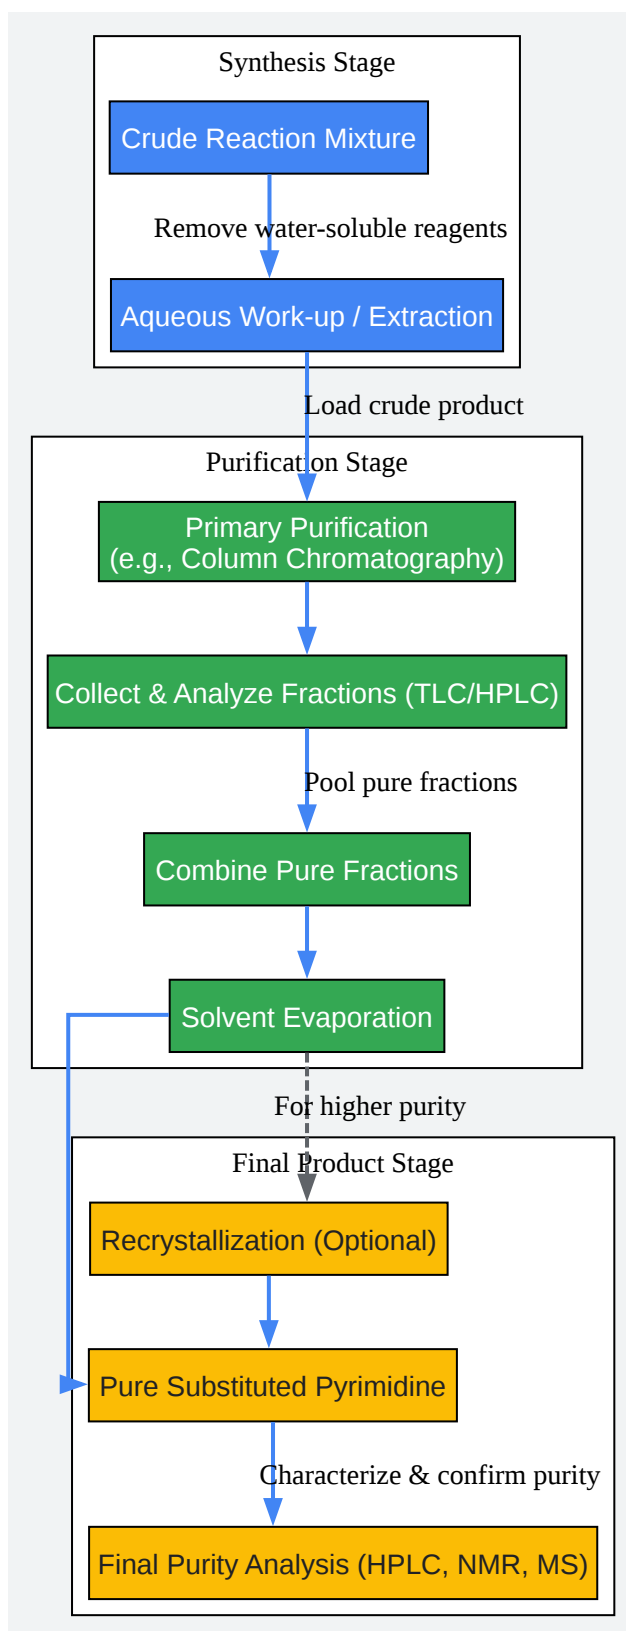 Synthesis Stage
Crude Reaction Mixture
Remove water-soluble reagents
Aqueous Work-up / Extraction
Load crude product
Purification Stage
Primary Purification
(e.g., Column Chromatography)
Collect & Analyze Fractions (TLC/HPLC)
Pool pure fractions
Combine Pure Fractions
Solvent Evaporation
For higher purity
Final Product Stage
Recrystallization (Optional)
Pure Substituted Pyrimidine
Characterize & confirm purity
Final Purity Analysis (HPLC, NMR, MS)